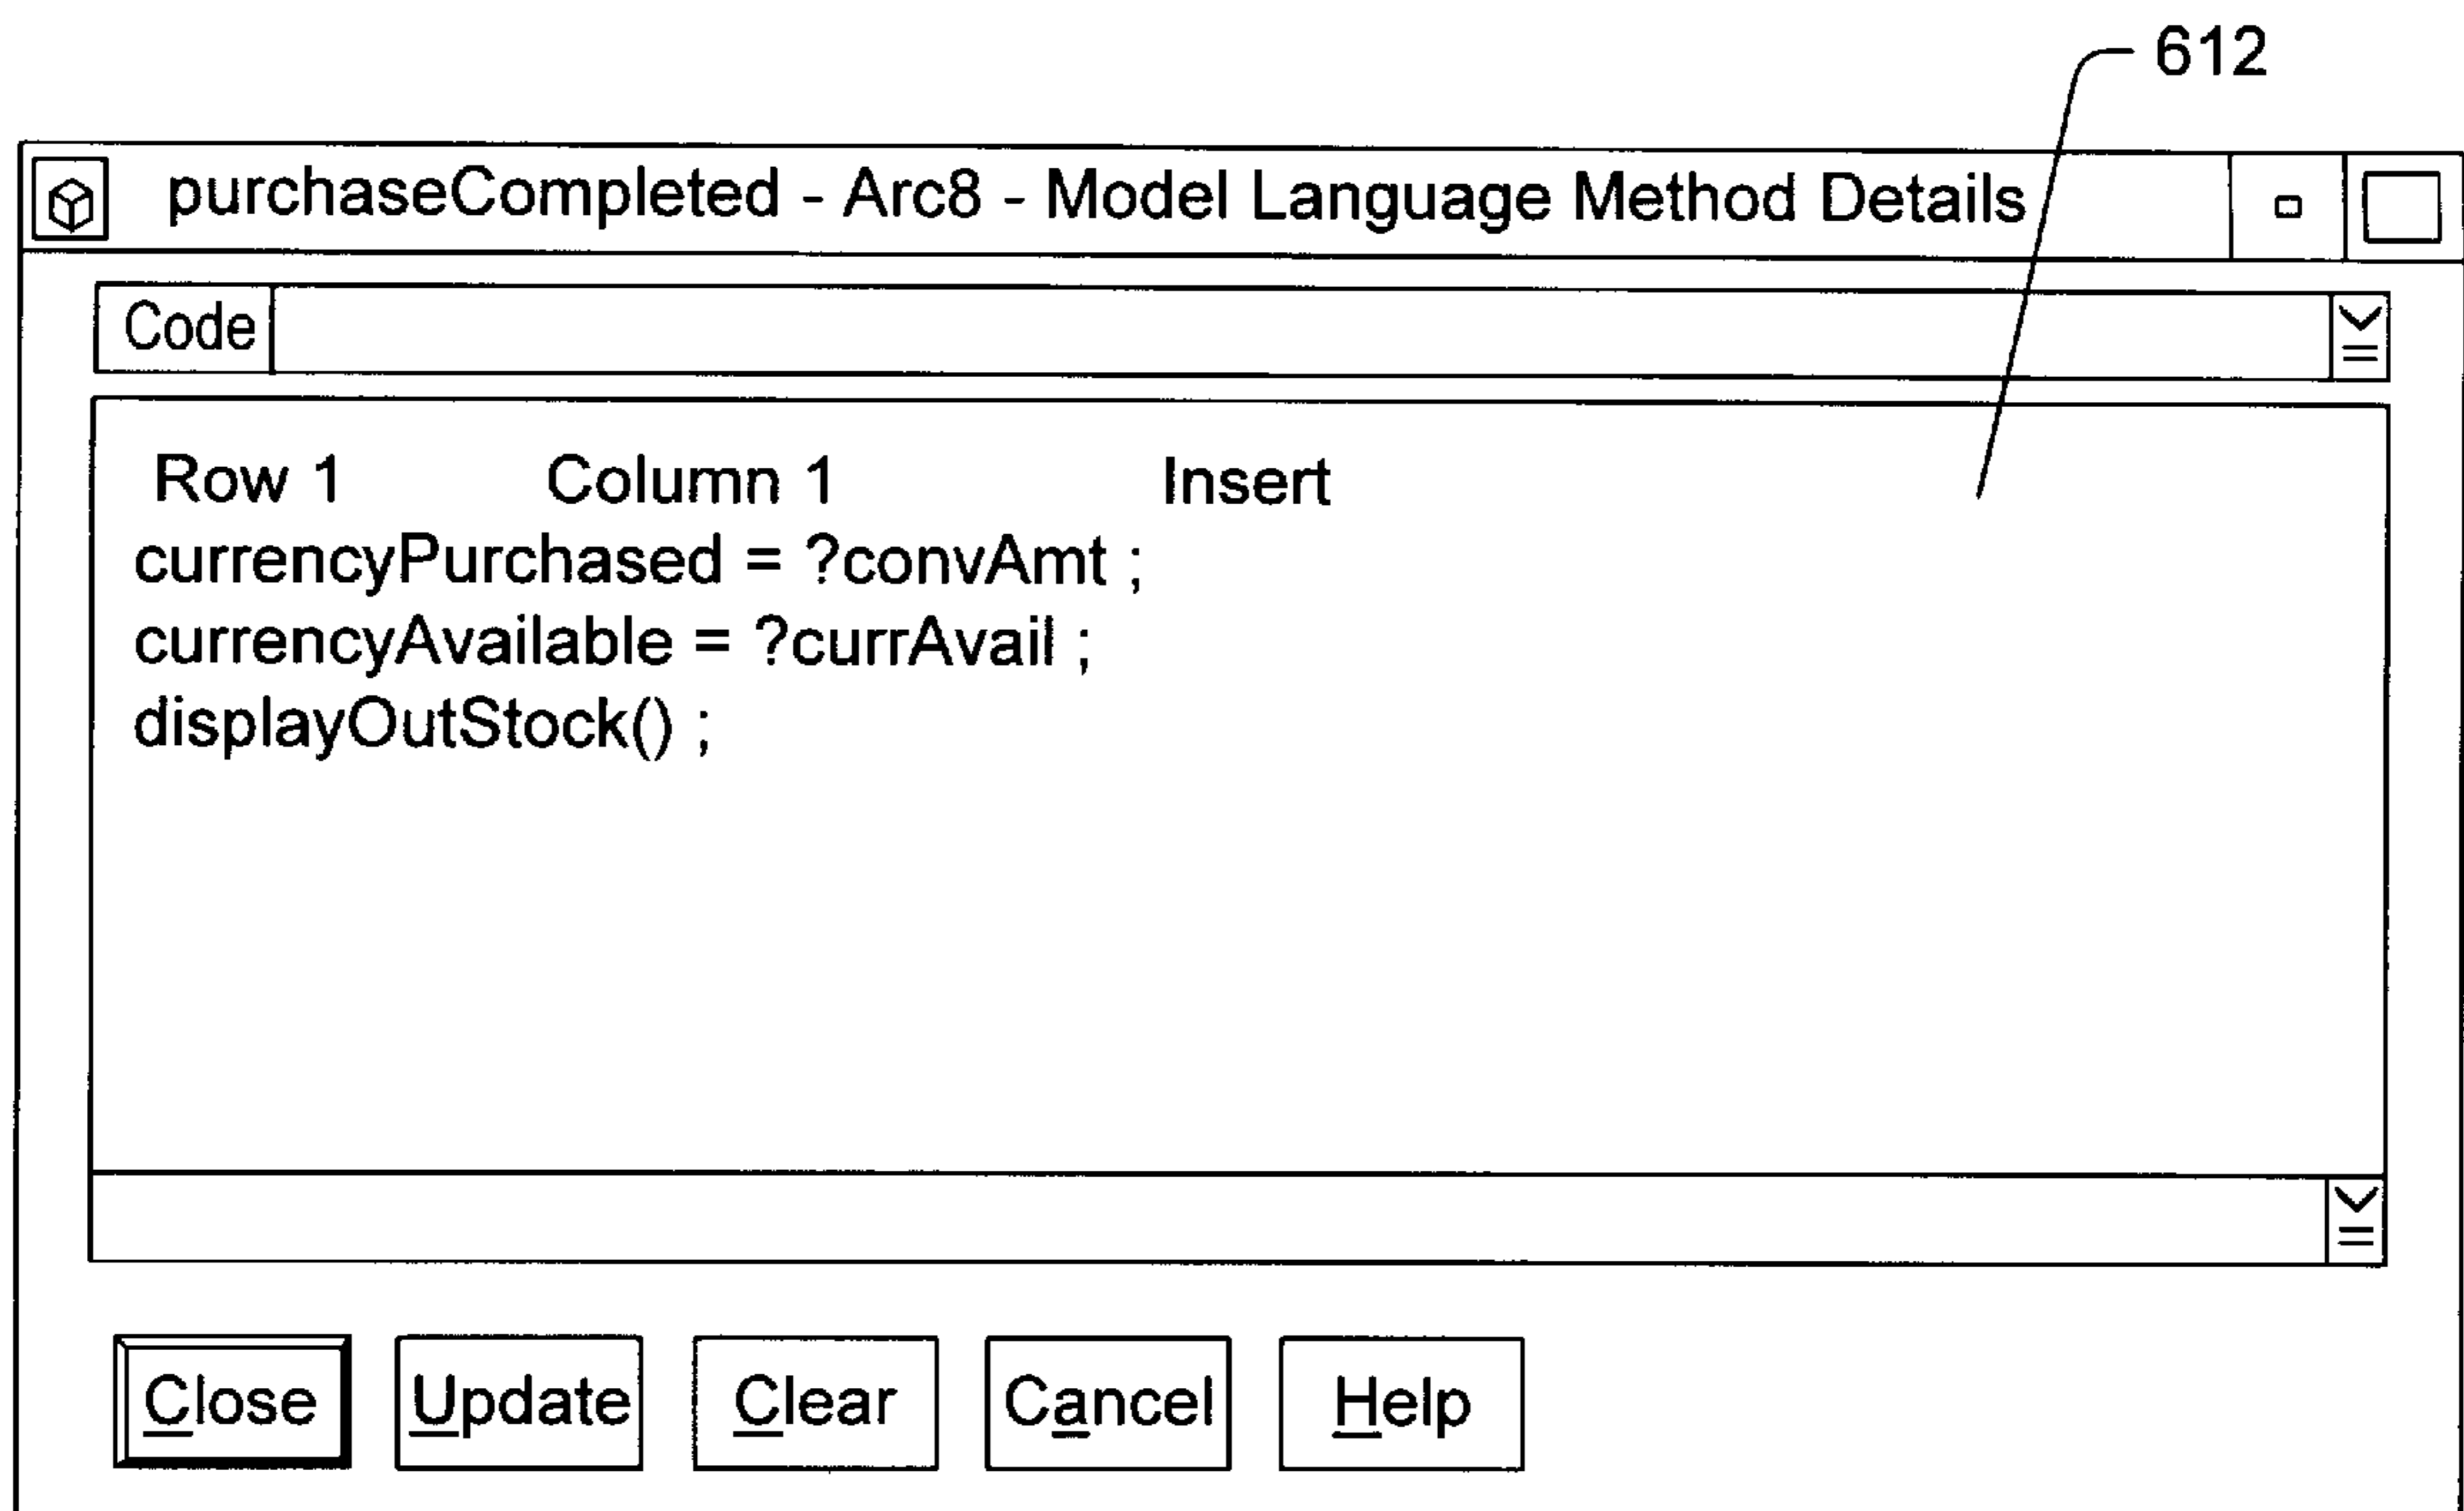 612
purchaseCompleted - Arc8 - Model Language Method Details
Code
Row 1 Column 1 Insert
currencyPurchased = ?convAmt ;
currencyAvailable = ?currAvail ;
displayOutStock() ;
Close Update Clear Cancel Help